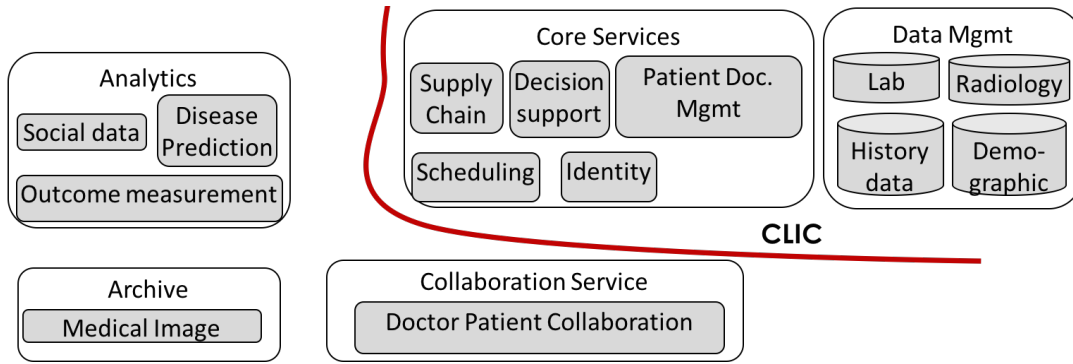 Analytics
Social data
Disease
Prediction
Outcome measurement
Core Services
Supply
Chain
Decision
support
Patient Doc.
Mgmt
Scheduling
Identity
Data Mgmt
Lab
Radiology
History
data
Demo-
graphic
CLIC
Archive
Medical Image
Collaboration Service
Doctor Patient Collaboration